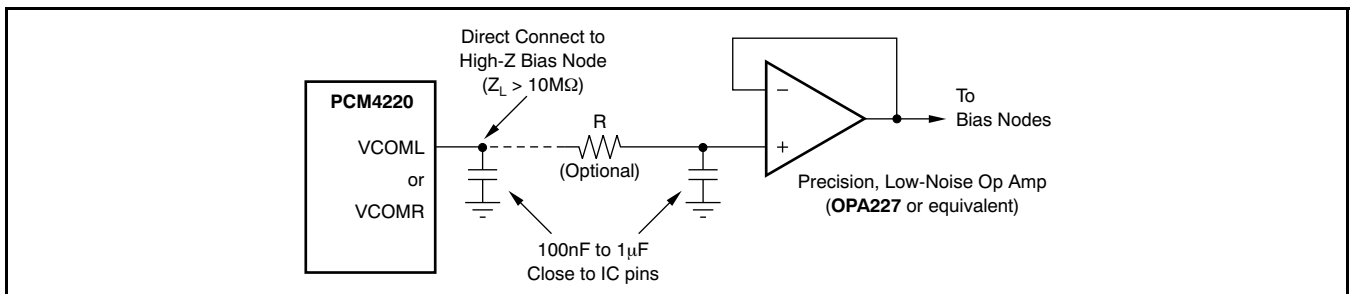 Direct Connect to
High-Z Bias Node
(Z_L > 10MΩ)
PCM4220
VCOML
or
VCOMR
R
(Optional)
100nF to 1μF
Close to IC pins
−
+
To
Bias Nodes
Precision, Low-Noise Op Amp
(OPA227 or equivalent)